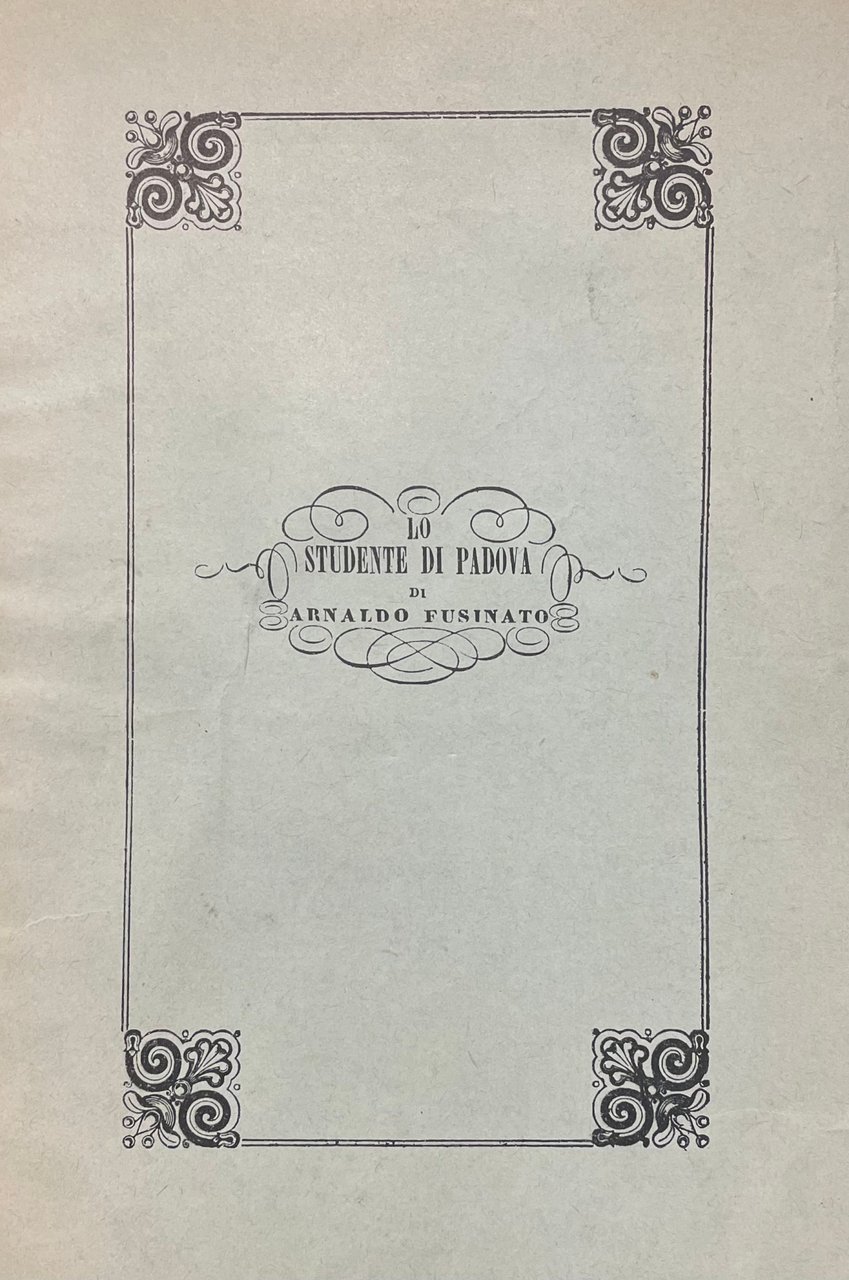 LO
STUDENTE DI PADOVA
DI
ARNALDO FUSINATO